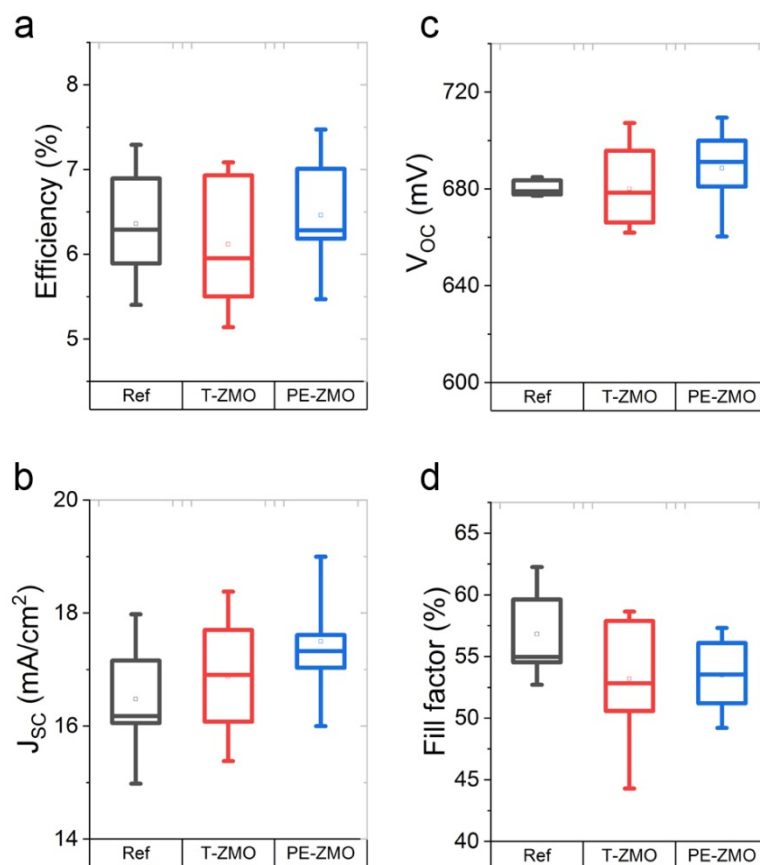 a
Efficiency (%)
8
7
6
5
Ref T-ZMO PE-ZMO
c
V_OC (mV)
720
680
640
600
Ref T-ZMO PE-ZMO
b
J_SC (mA/cm²)
20
18
16
14
Ref T-ZMO PE-ZMO
d
Fill factor (%)
65
60
55
50
45
40
Ref T-ZMO PE-ZMO